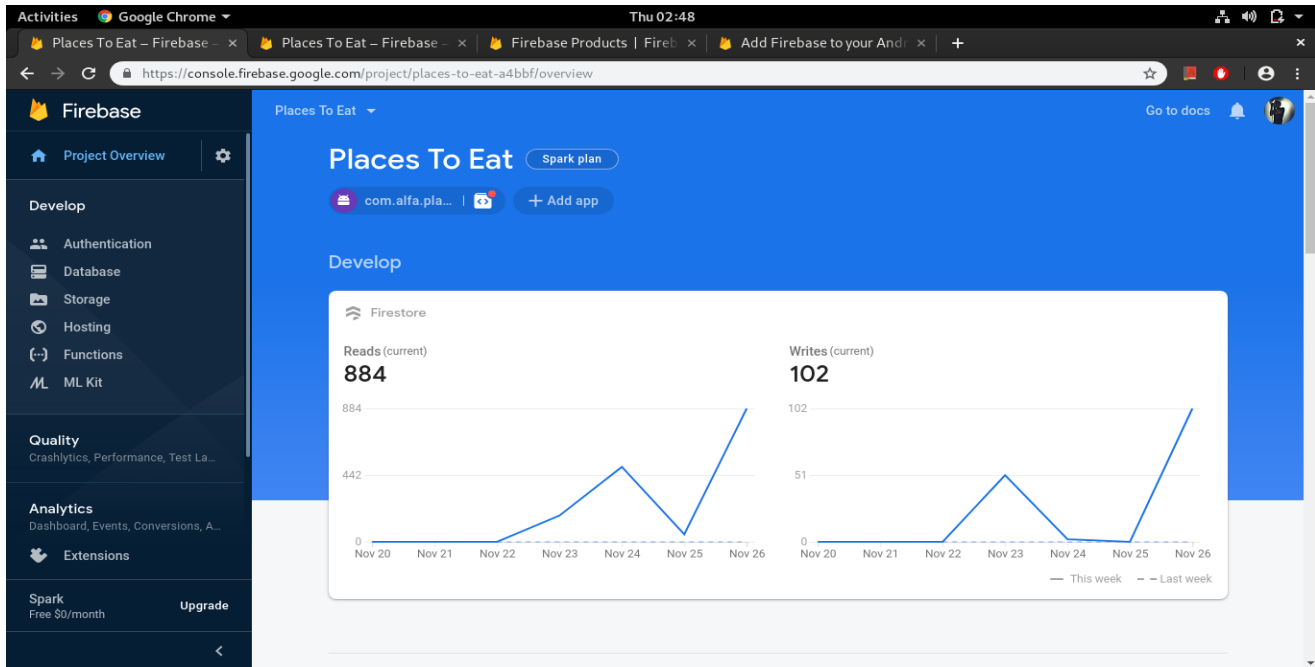 Activities Google Chrome Thu 02:48
Places To Eat – Firebase – × Places To Eat – Firebase – × Firebase Products | Fireb × Add Firebase to your Andr × + ×
https://console.firebase.google.com/project/places-to-eat-a4bbf/overview
Firebase
Places To Eat
Go to docs
Project Overview
Places To Eat Spark plan
com.alfa.pla... + Add app
Develop
Authentication
Database
Storage
Hosting
Functions
ML Kit
Quality
Crashlytics, Performance, Test La...
Analytics
Dashboard, Events, Conversions, A...
Extensions
Spark
Free $0/month
Upgrade
Develop
Firestore
Reads (current)
884
884
442
0
Nov 20 Nov 21 Nov 22 Nov 23 Nov 24 Nov 25 Nov 26
Writes (current)
102
102
51
0
Nov 20 Nov 21 Nov 22 Nov 23 Nov 24 Nov 25 Nov 26
This week Last week